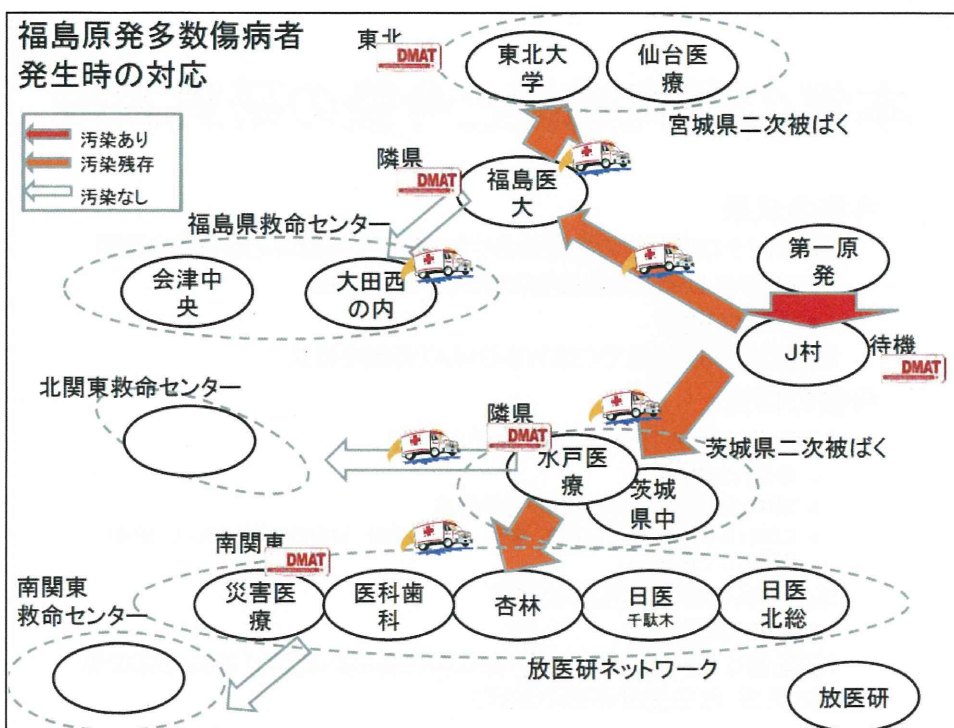 福島原発多数傷病者
発生時の対応
汚染あり
汚染残存
汚染なし
東北
DMAT
東北大
学
仙台医
療
宮城県二次被ばく
隣県
DMAT
福島医
大
福島県救命センター
会津中
央
大田西
の内
第一原
発
J村
待機
DMAT
北関東救命センター
隣県
DMAT
水戸医
療
茨城
県中
茨城県二次被ばく
南関東
DMAT
災害医
療
医科歯
科
杏林
日医
千駄木
日医
北総
南関東
救命センター
放医研ネットワーク
放医研